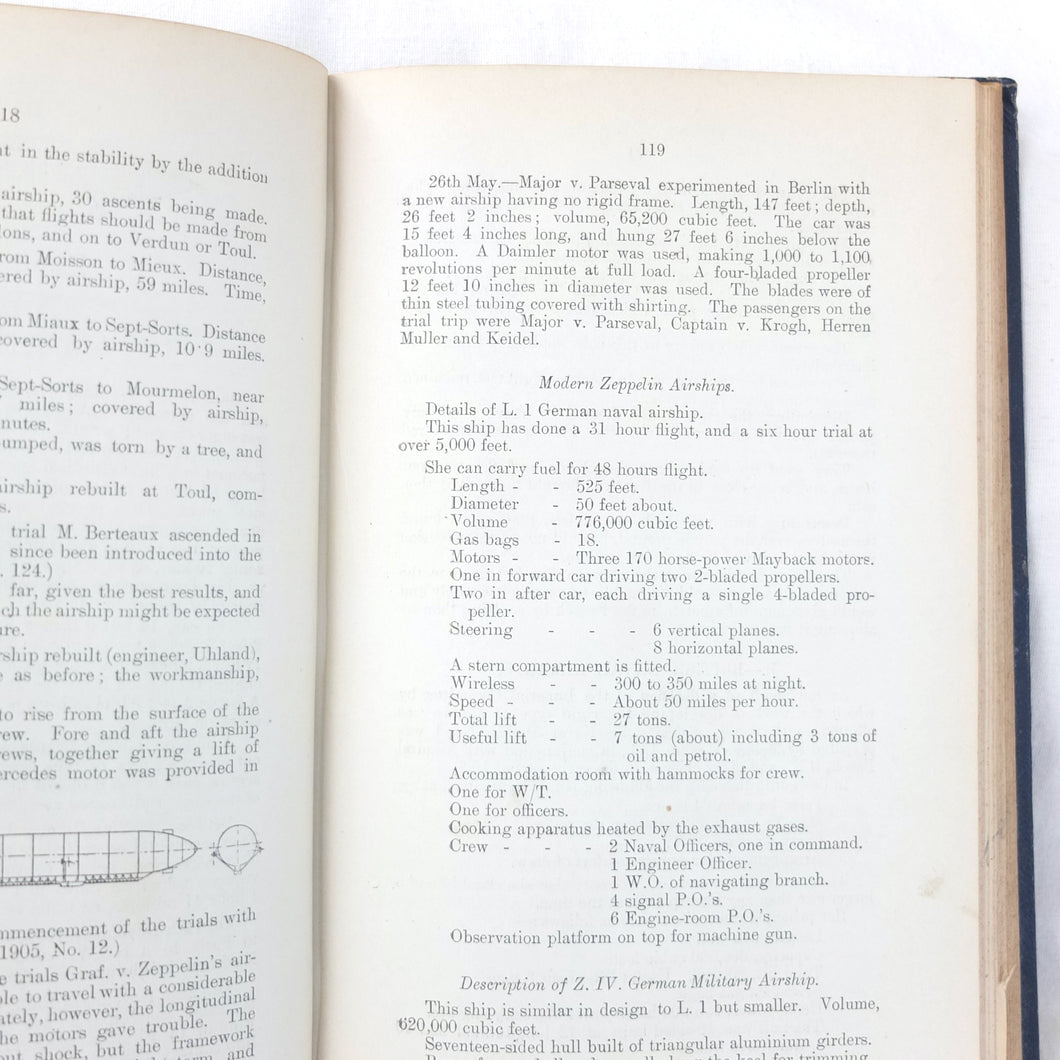 18
in the stability by the addition
airship, 30 ascents being made.
that flights should be made from
and on to Verdun or Toul.
from Moisson to Mieux. Distance,
by airship, 59 miles. Time,
Miaux to Sept-Sorts. Distance
covered by airship, 10·9 miles.
Sept-Sorts to Mourmelon, near
miles; covered by airship,
was torn by a tree, and
airship rebuilt at Toul, com-
trial M. Berteaux ascended in
since been introduced into the
124.)
far, given the best results, and
the airship might be expected
rebuilt (engineer, Uhland),
as before; the workmanship,
to rise from the surface of the
Fore and aft the airship
together giving a lift of
motor was provided in
of the trials with
1905, No. 12.)
trials Graf. v. Zeppelin's air-
to travel with a considerable
however, the longitudinal
motors gave trouble. The
shock, but the framework
and
119
26th May.—Major v. Parseval experimented in Berlin with
a new airship having no rigid frame. Length, 147 feet; depth,
26 feet 2 inches; volume, 65,200 cubic feet. The car was
15 feet 4 inches long, and hung 27 feet 6 inches below the
balloon. A Daimler motor was used, making 1,000 to 1,100
revolutions per minute at full load. A four-bladed propeller
12 feet 10 inches in diameter was used. The blades were of
thin steel tubing covered with shirting. The passengers on the
trial trip were Major v. Parseval, Captain v. Krogh, Herren
Muller and Keidel.
Modern Zeppelin Airships.
Details of L. 1 German naval airship.
This ship has done a 31 hour flight, and a six hour trial at
over 5,000 feet.
She can carry fuel for 48 hours flight.
Length - - 525 feet.
Diameter - 50 feet about.
Volume - 776,000 cubic feet.
Gas bags - 18.
Motors - - Three 170 horse-power Mayback motors.
One in forward car driving two 2-bladed propellers.
Two in after car, each driving a single 4-bladed pro-
peller.
Steering - - - 6 vertical planes.
8 horizontal planes.
A stern compartment is fitted.
Wireless - - 300 to 350 miles at night.
Speed - - - About 50 miles per hour.
Total lift - - 27 tons.
Useful lift - - 7 tons (about) including 3 tons of
oil and petrol.
Accommodation room with hammocks for crew.
One for W/T.
One for officers.
Cooking apparatus heated by the exhaust gases.
Crew - - - 2 Naval Officers, one in command.
1 Engineer Officer.
1 W.O. of navigating branch.
4 signal P.O.'s.
6 Engine-room P.O.'s.
Observation platform on top for machine gun.
Description of Z. IV. German Military Airship.
This ship is similar in design to L. 1 but smaller. Volume,
620,000 cubic feet.
Seventeen-sided hull built of triangular aluminium girders.
the keel for trimming